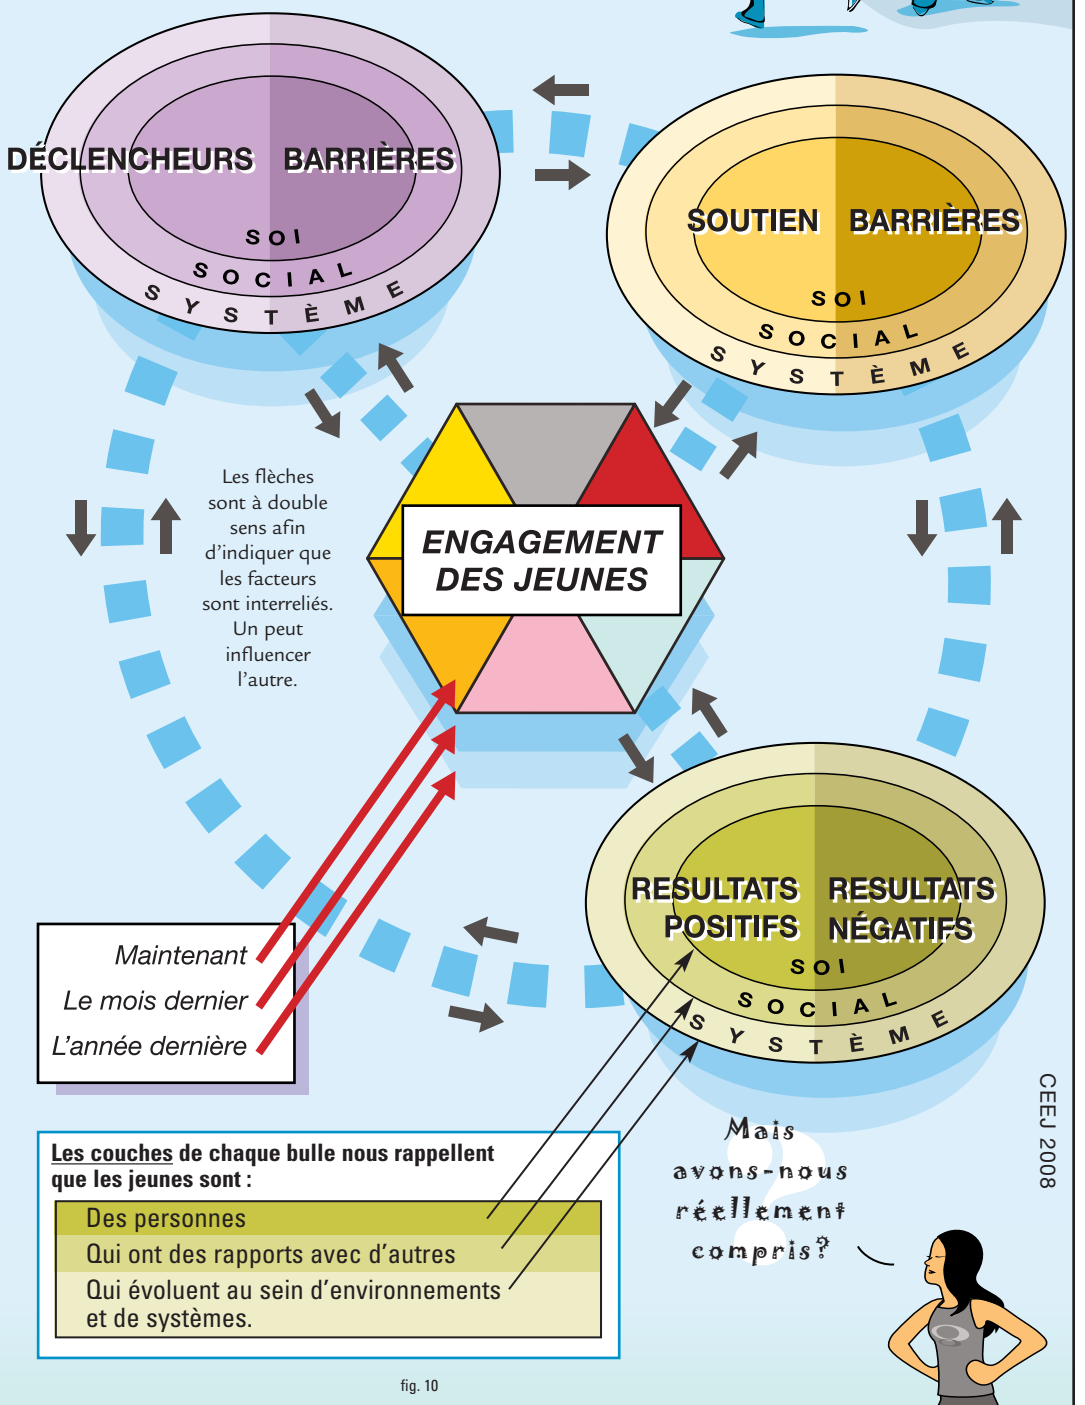 DÉCLENCHEURS BARRIÈRES
SOI
SOCIAL
SYSTÈME
SOUTIEN BARRIÈRES
SOI
SOCIAL
SYSTÈME
Les flèches
sont à double
sens afin
d'indiquer que
les facteurs
sont interreliés.
Un peut
influencer
l'autre.
ENGAGEMENT
DES JEUNES
RESULTATS RESULTATS
POSITIFS NÉGATIFS
SOI
SOCIAL
SYSTÈME
Maintenant
Le mois dernier
L'année dernière
Les couches de chaque bulle nous rappellent
que les jeunes sont :
Des personnes
Qui ont des rapports avec d'autres
Qui évoluent au sein d'environnements
et de systèmes.
?
Mais
avons-nous
réellement
compris?
CEEJ 2008
fig. 10